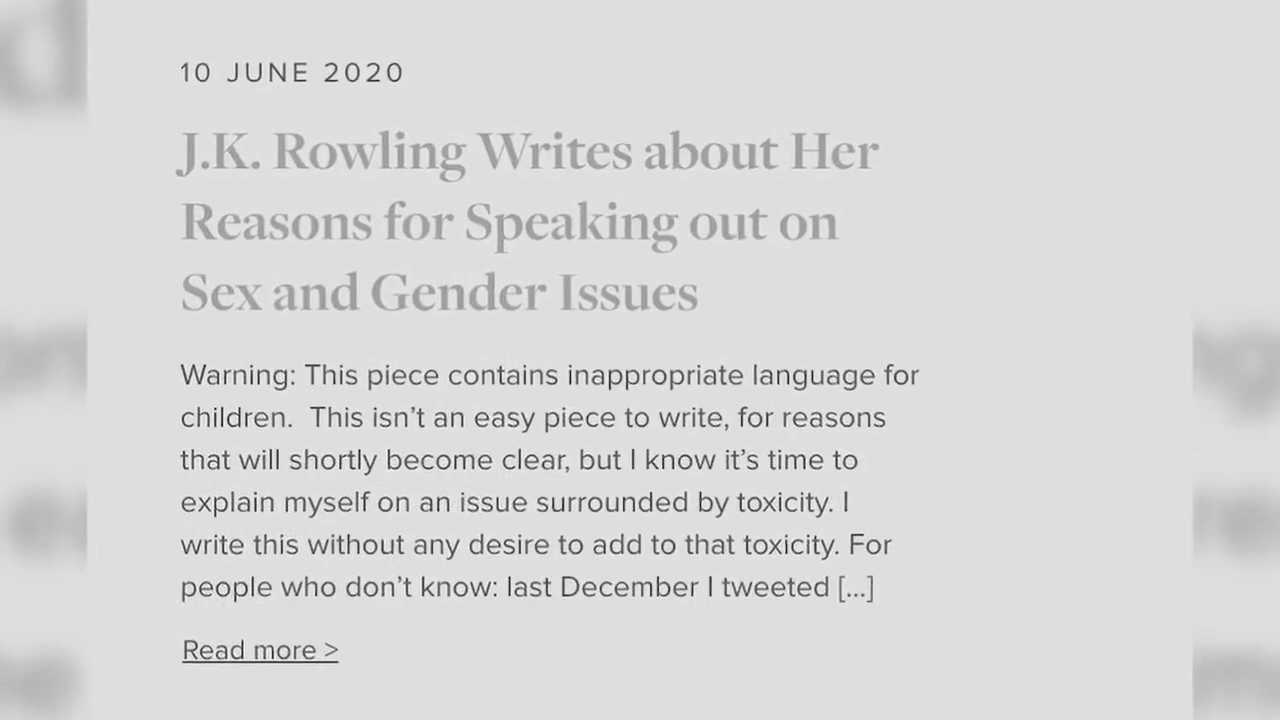 10 JUNE 2020
J.K. Rowling Writes about Her
Reasons for Speaking out on
Sex and Gender Issues
Warning: This piece contains inappropriate language for
children.  This isn’t an easy piece to write, for reasons
that will shortly become clear, but I know it’s time to
explain myself on an issue surrounded by toxicity. I
write this without any desire to add to that toxicity. For
people who don’t know: last December I tweeted [...]
Read more >